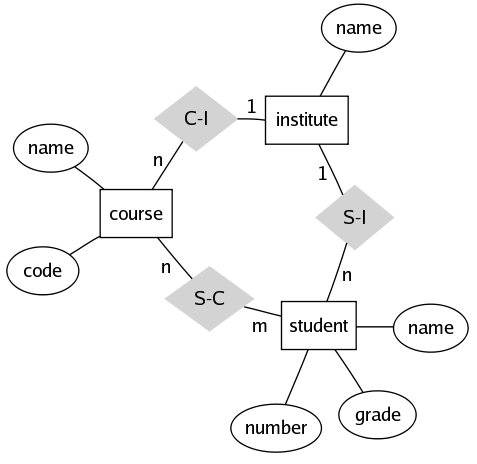 name
C-I
1
institute
name
n
1
course
S-I
code
n
n
S-C
m
student
name
number
grade